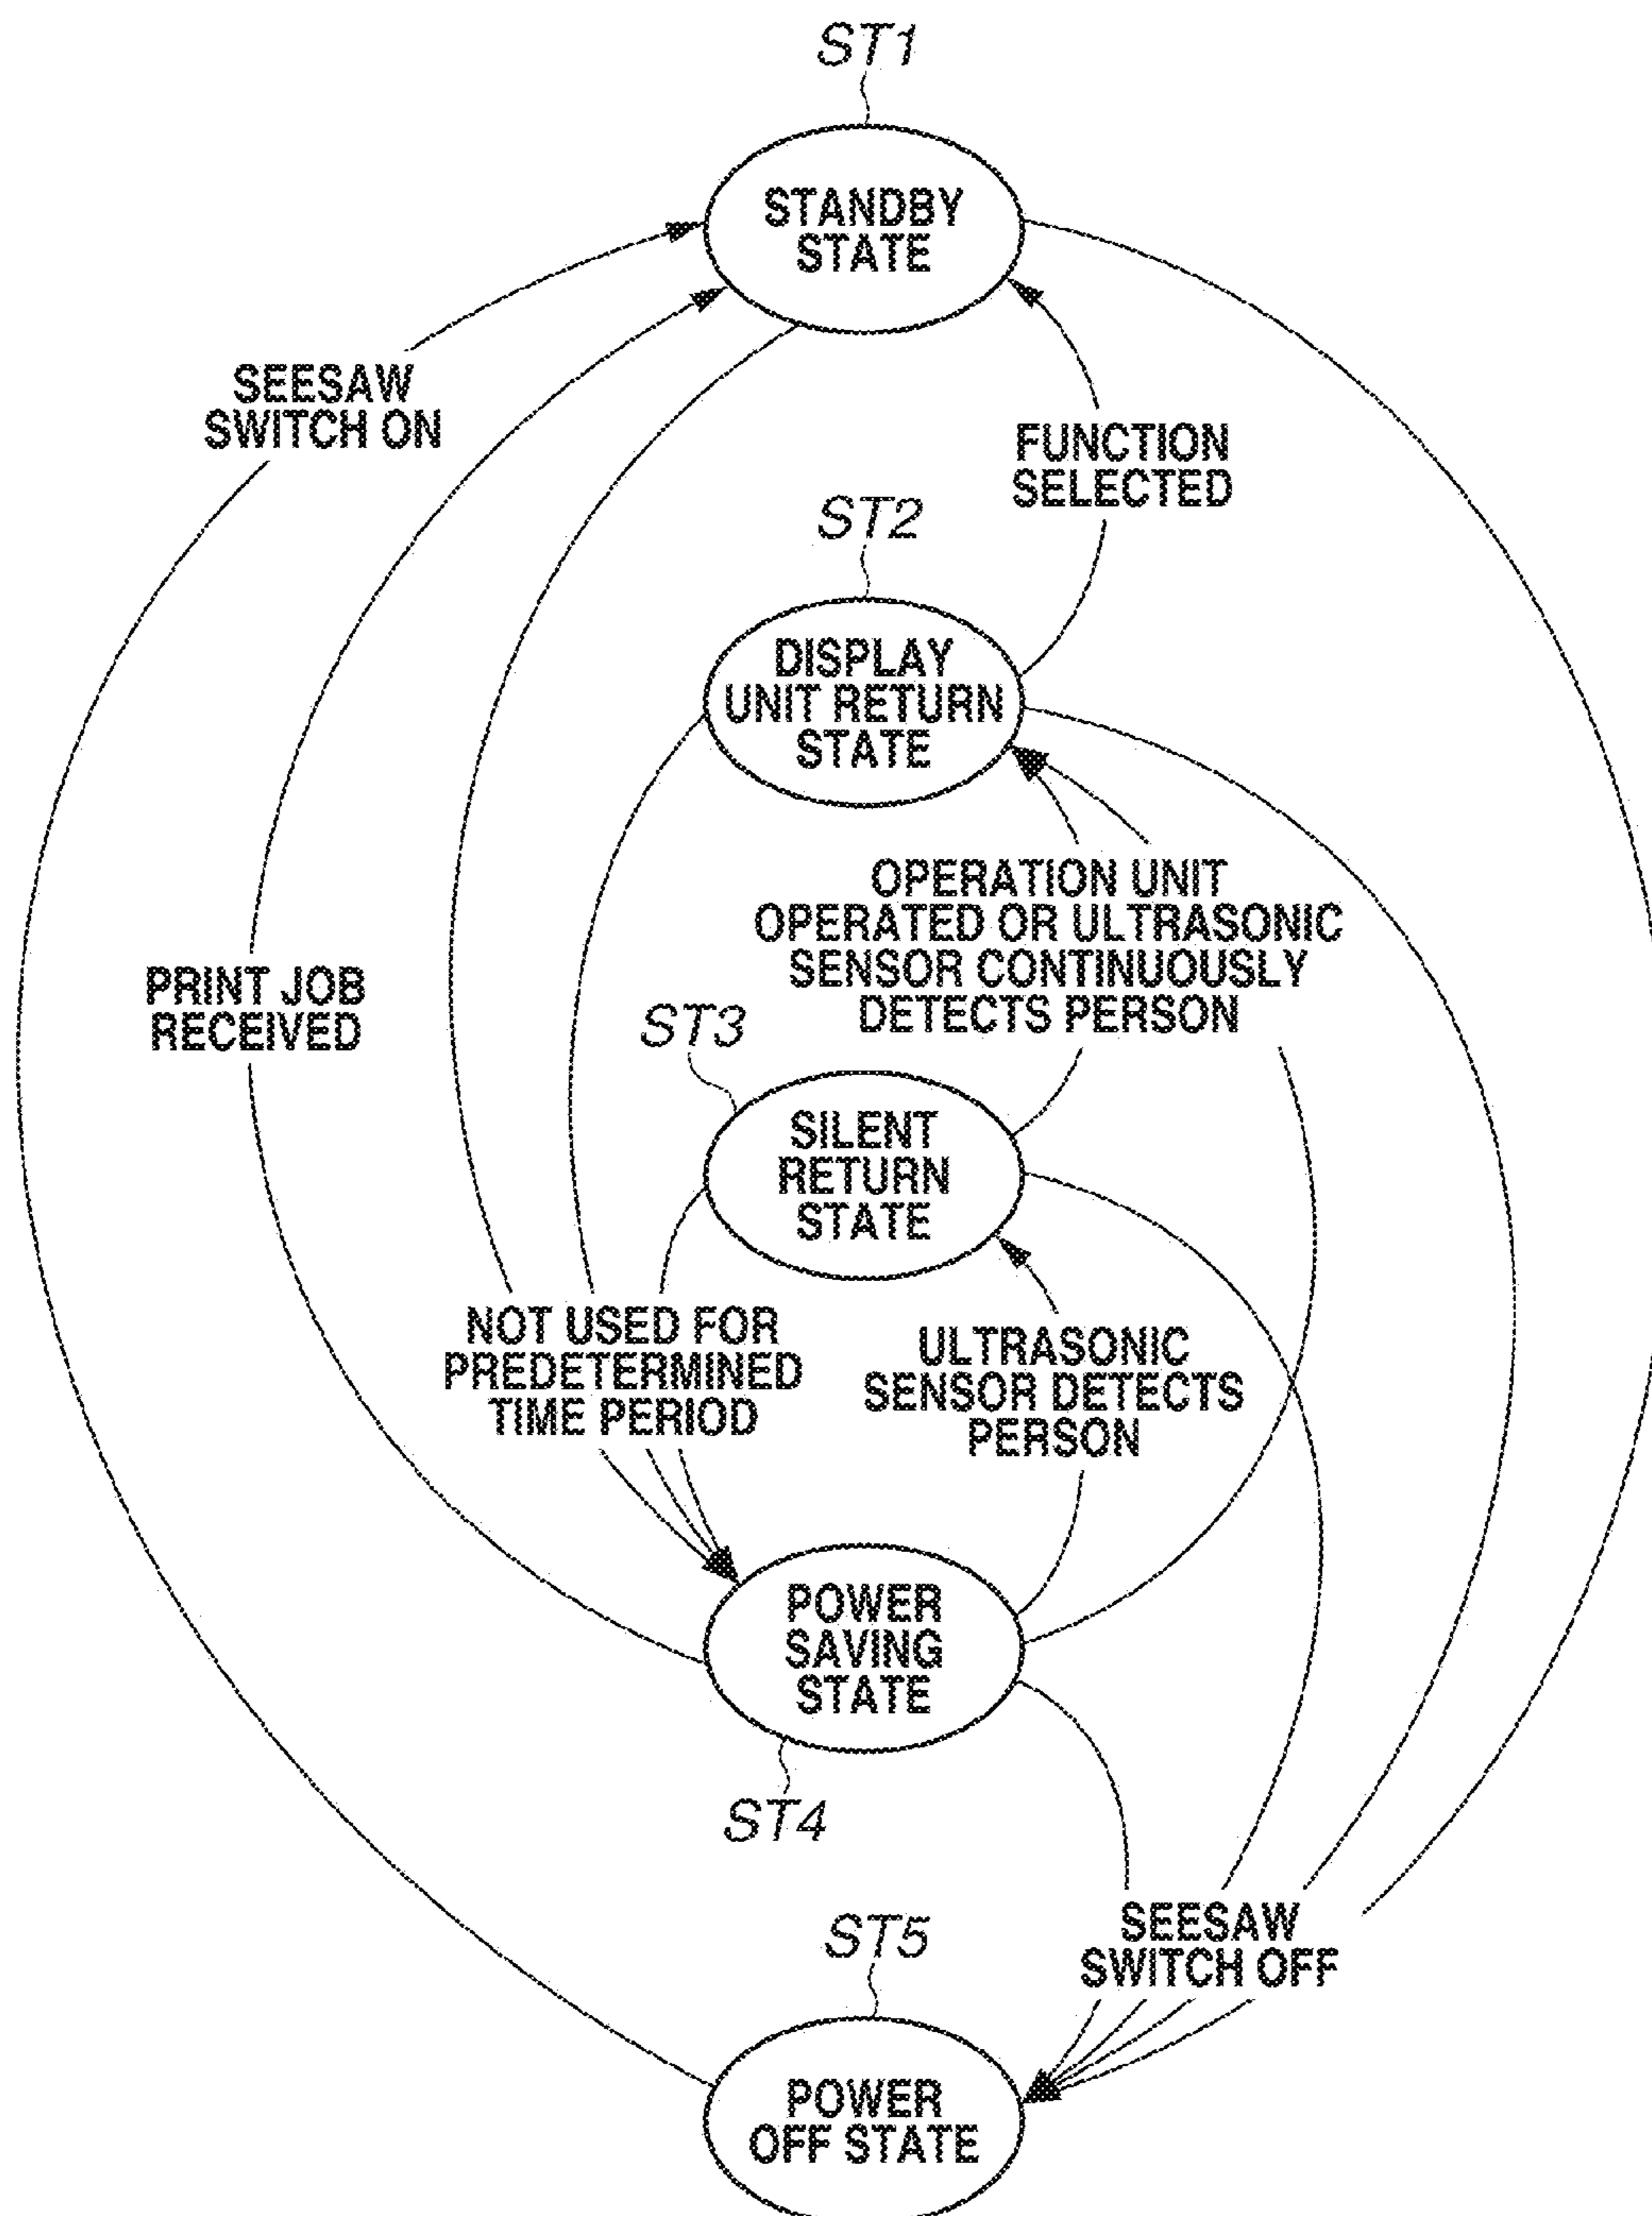 ST1
STANDBY
STATE
SEESAW
SWITCH ON
FUNCTION
SELECTED
ST2
DISPLAY
UNIT RETURN
STATE
OPERATION UNIT
OPERATED OR ULTRASONIC
SENSOR CONTINUOUSLY
DETECTS PERSON
PRINT JOB
RECEIVED
ST3
SILENT
RETURN
STATE
NOT USED FOR
PREDETERMINED
TIME PERIOD
ULTRASONIC
SENSOR DETECTS
PERSON
POWER
SAVING
STATE
ST4
SEESAW
SWITCH OFF
ST5
POWER
OFF STATE